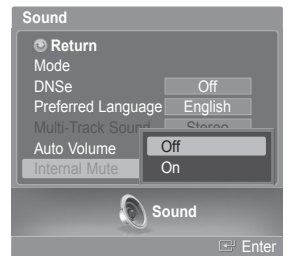 Sound
Return
Mode
DNSe Off
Preferred Language English
Multi-Track Sound Stereo
Auto Volume Off
Internal Mute On
Sound
Enter